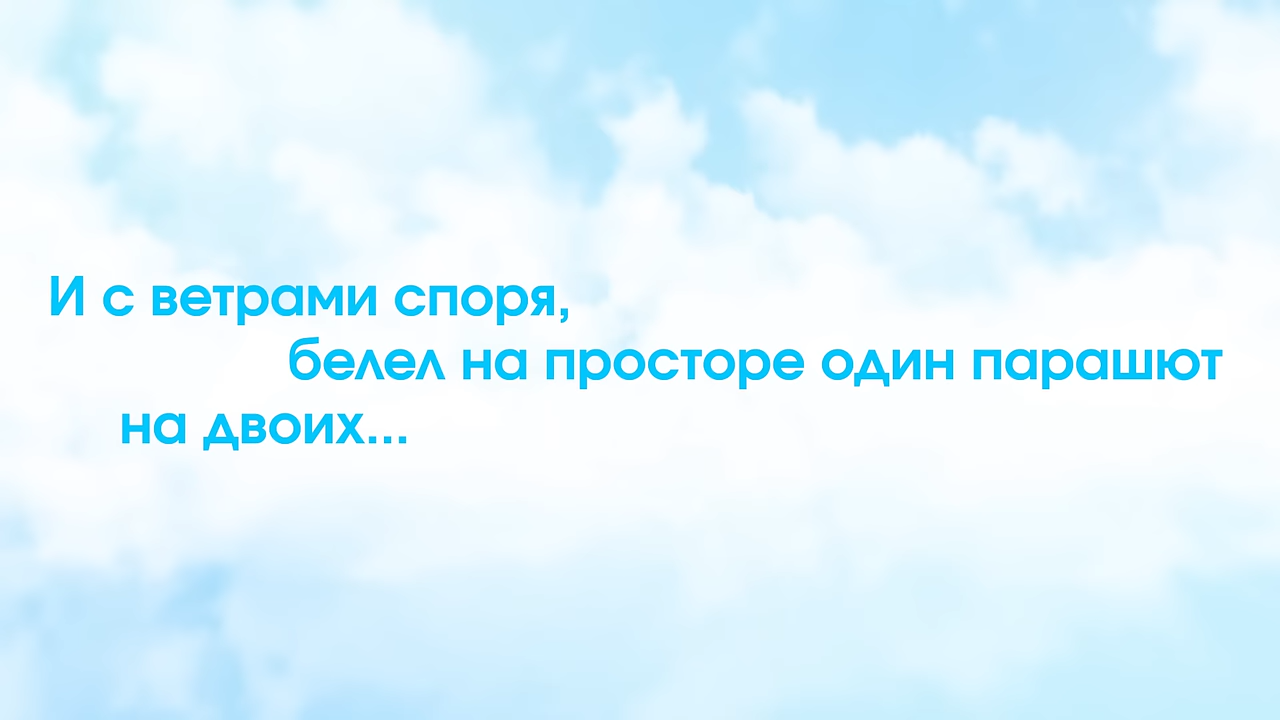 И с ветрами споря,
белел на просторе один парашют
на двоих...